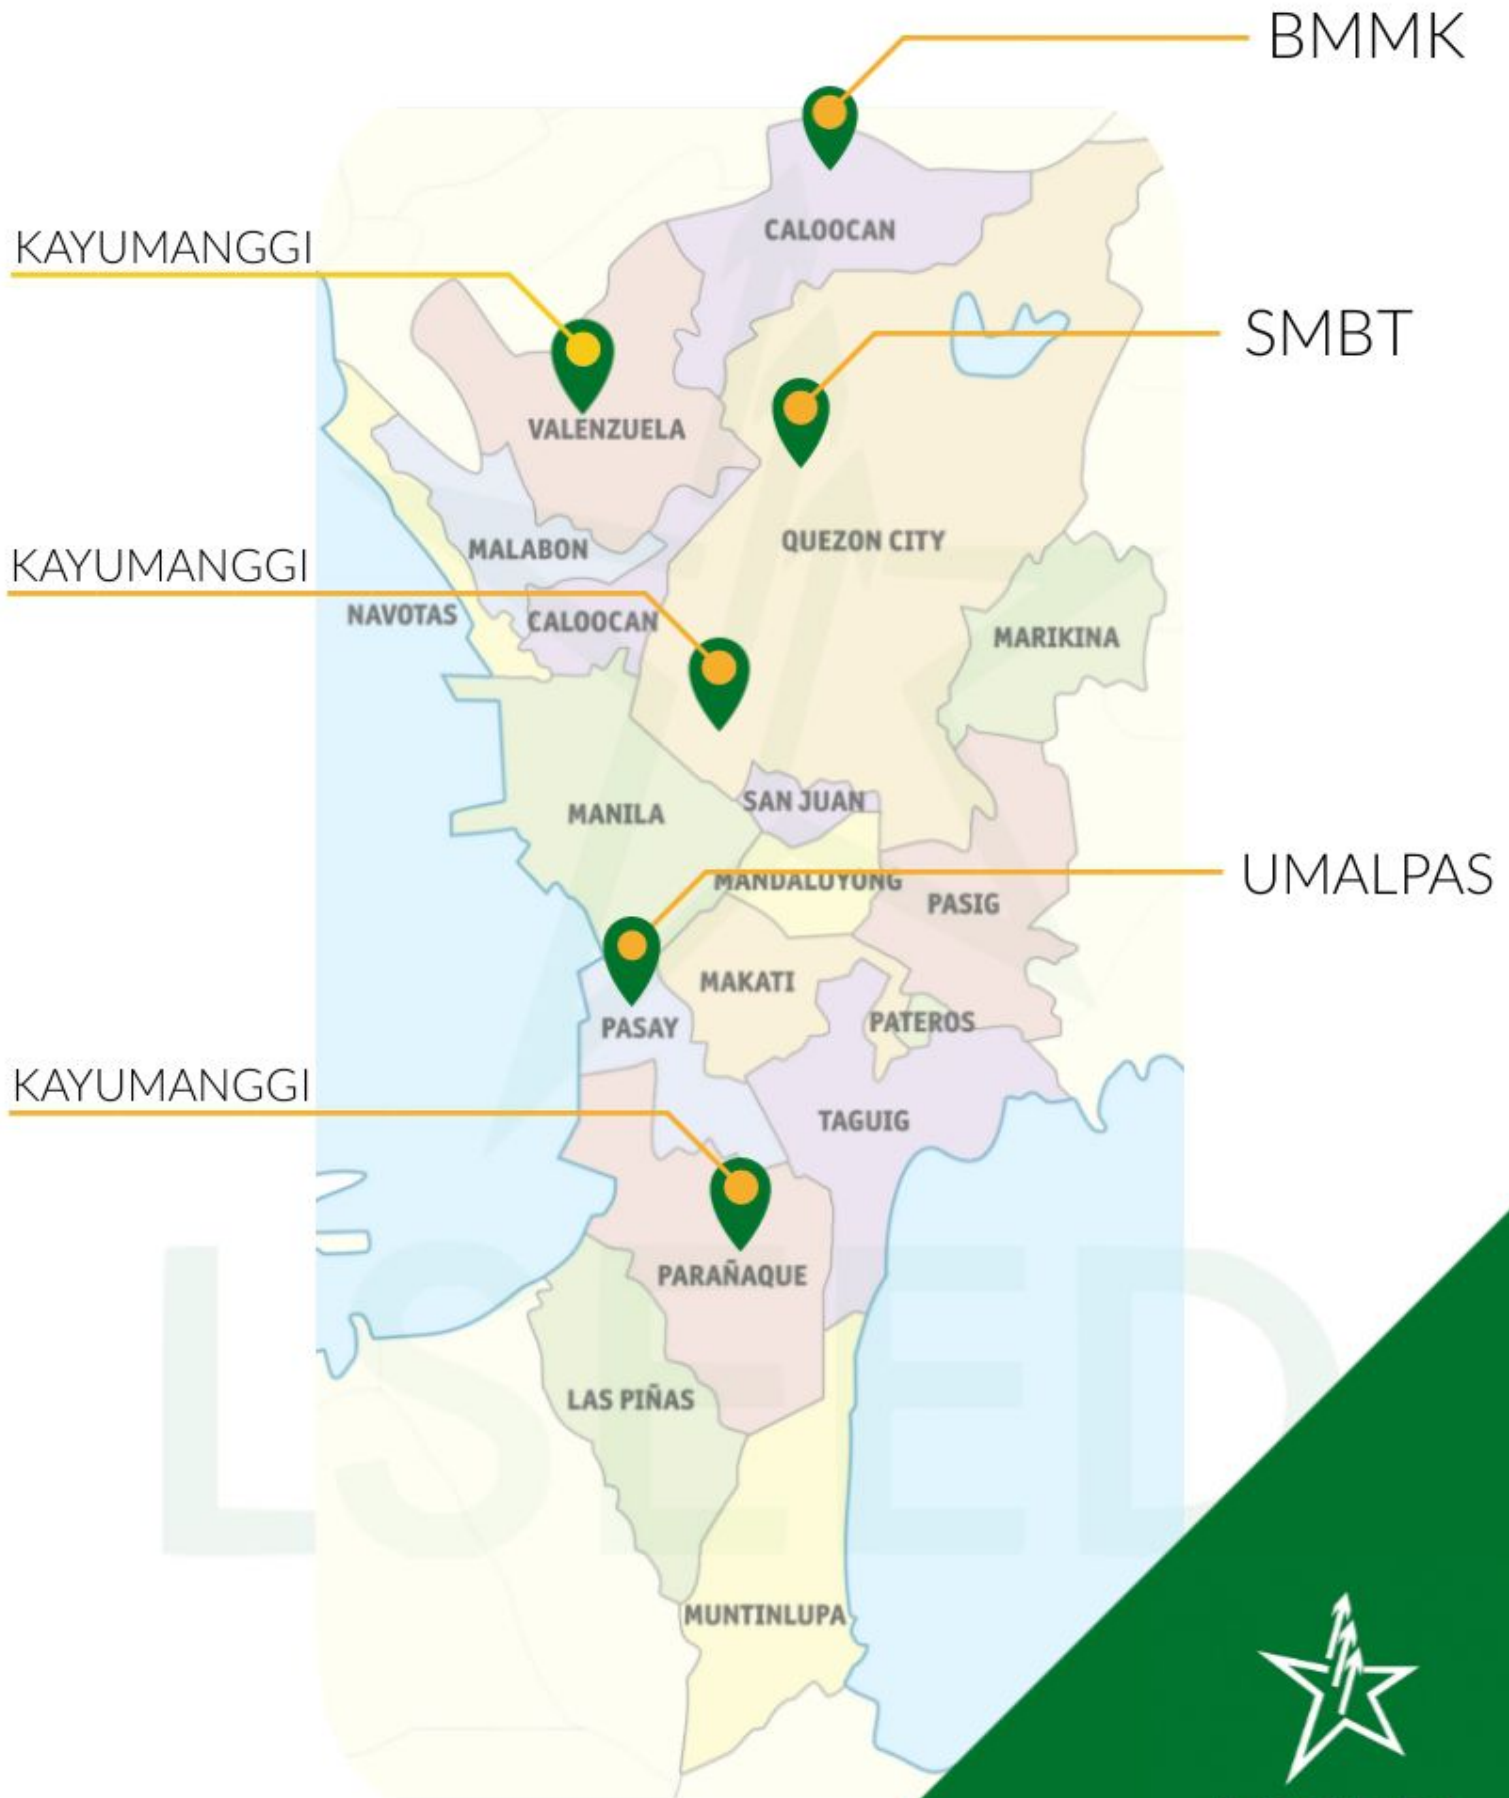 BMMK
CALOOCAN
KAYUMANGGI
SMBT
VALENZUELA
QUEZON CITY
MALABON
KAYUMANGGI
NAVOTAS
CALOOCAN
MARIKINA
SAN JUAN
MANILA
MANDALUYONG
UMALPAS
PASIG
MAKATI
PATEROS
PASAY
KAYUMANGGI
TAGUIG
PARAÑAQUE
LSEED
LAS PIÑAS
MUNTINLUPA